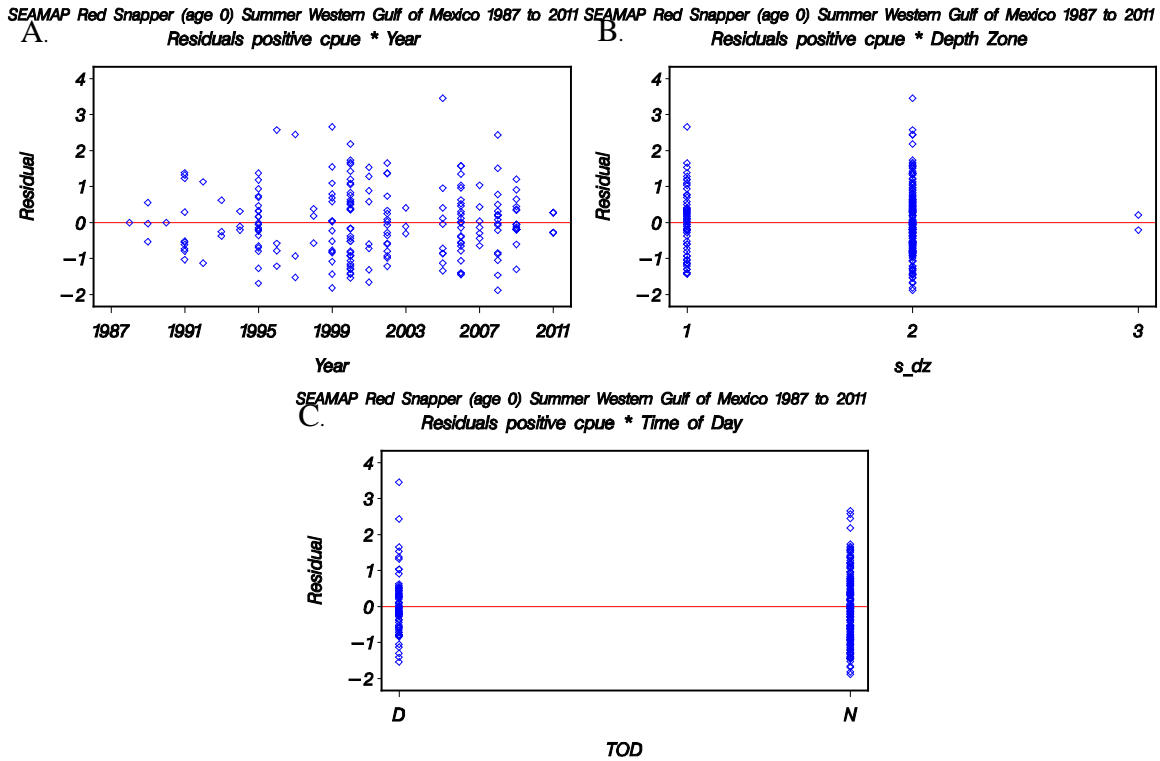 SEAMAP Red Snapper (age 0) Summer Western Gulf of Mexico 1987 to 2011
A.
Residuals positive cpue * Year
Residual
4
3
2
1
0
−1
−2
1987 1991 1995 1999 2003 2007 2011
Year
SEAMAP Red Snapper (age 0) Summer Western Gulf of Mexico 1987 to 2011
B.
Residuals positive cpue * Depth Zone
Residual
4
3
2
1
0
−1
−2
1 2 3
s_dz
SEAMAP Red Snapper (age 0) Summer Western Gulf of Mexico 1987 to 2011
C.
Residuals positive cpue * Time of Day
Residual
4
3
2
1
0
−1
−2
D N
TOD